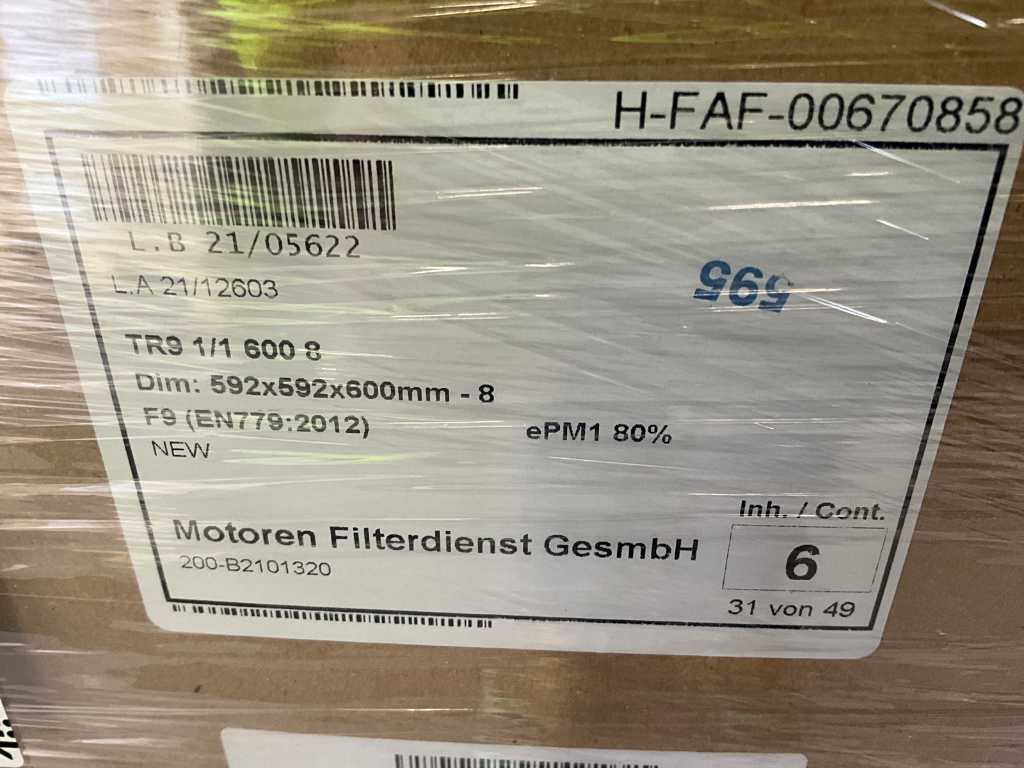 H-FAF-00670858
L.B 21/05622
L.A 21/12603
595
TR9 1/1 600 8
Dim: 592x592x600mm - 8
F9 (EN779:2012)
ePM1 80%
NEW
Inh. / Cont.
Motoren Filterdienst GesmbH
6
200-B2101320
31 von 49